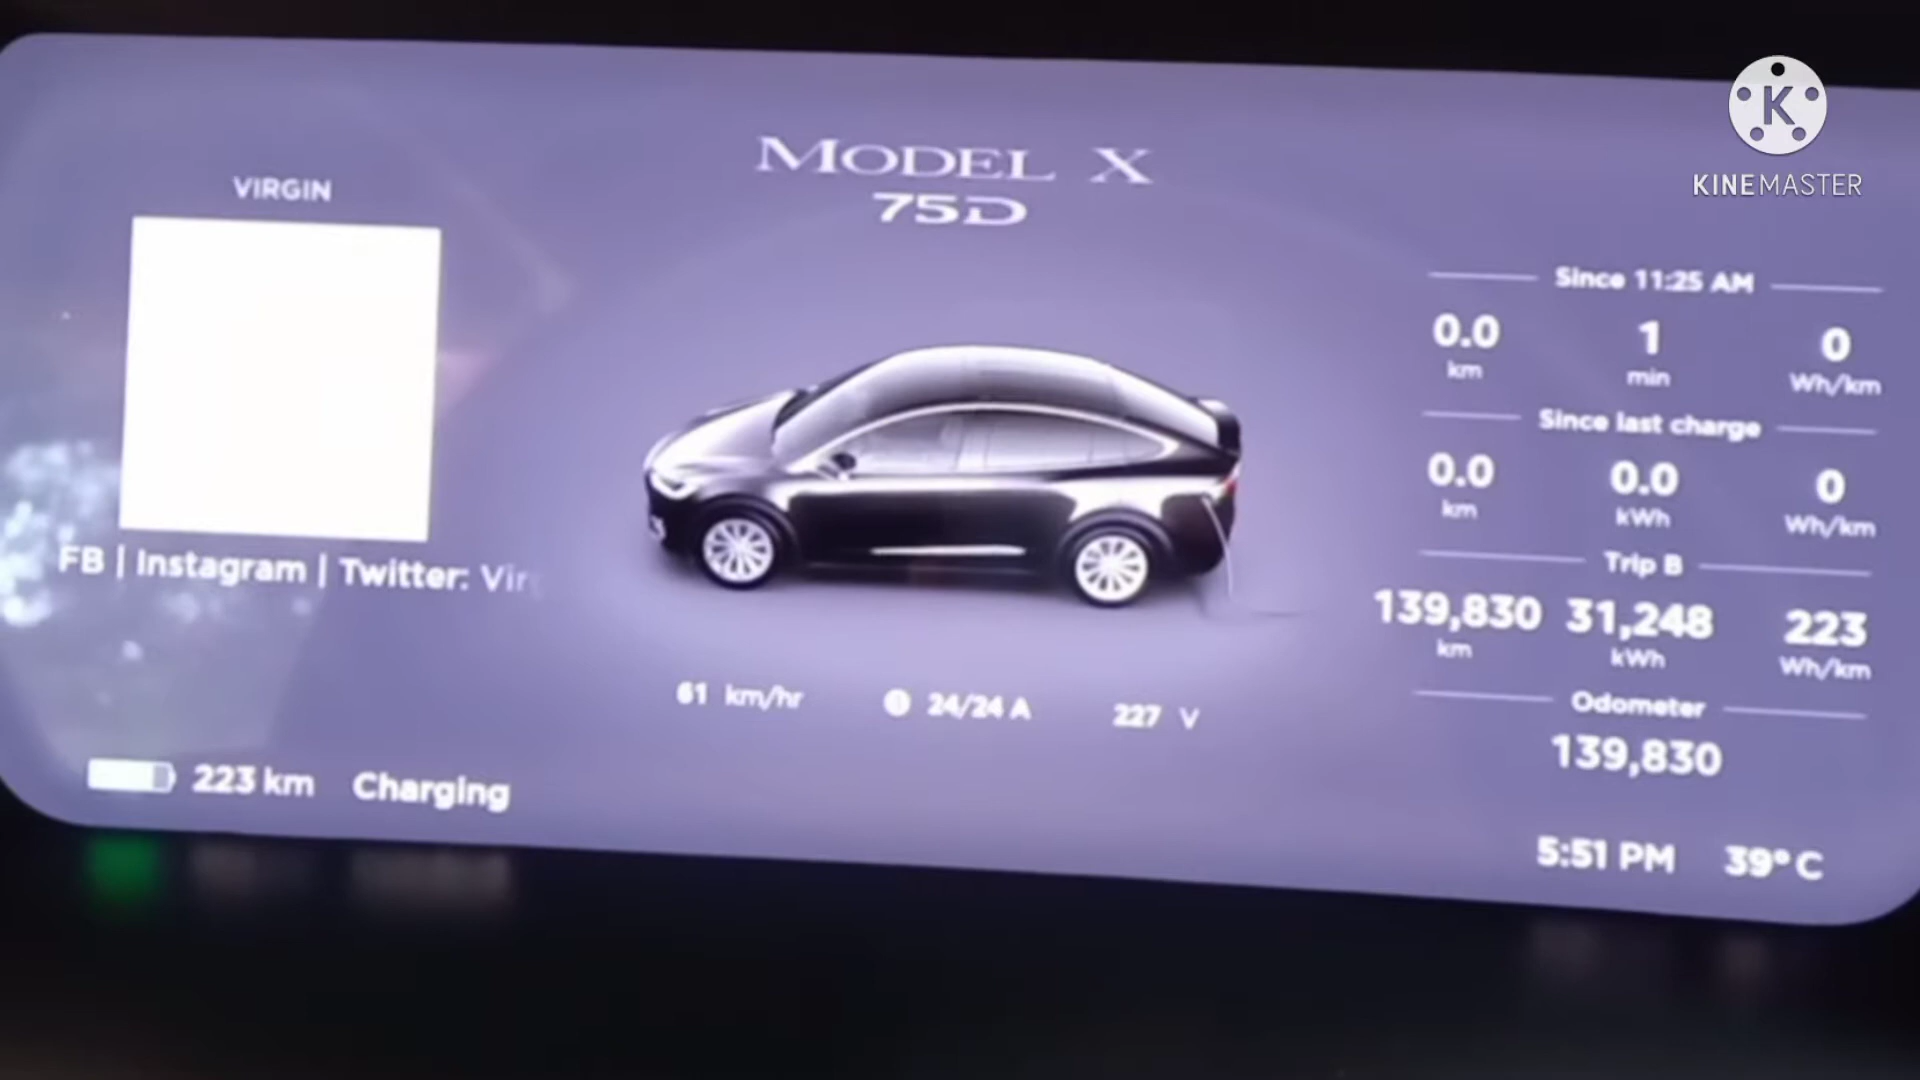 KINEMASTER
MODEL X
75D
VIRGIN
FB | Instagram | Twitter: Vir
Since 11:25 AM
0.0 km 1 min 0 Wh/km
Since last charge
0.0 km 0.0 kWh 0 Wh/km
Trip B
139,830 km 31,248 kWh 223 Wh/km
Odometer
139,830
61 km/hr 24/24 A 227 V
223 km Charging
5:51 PM 39° C